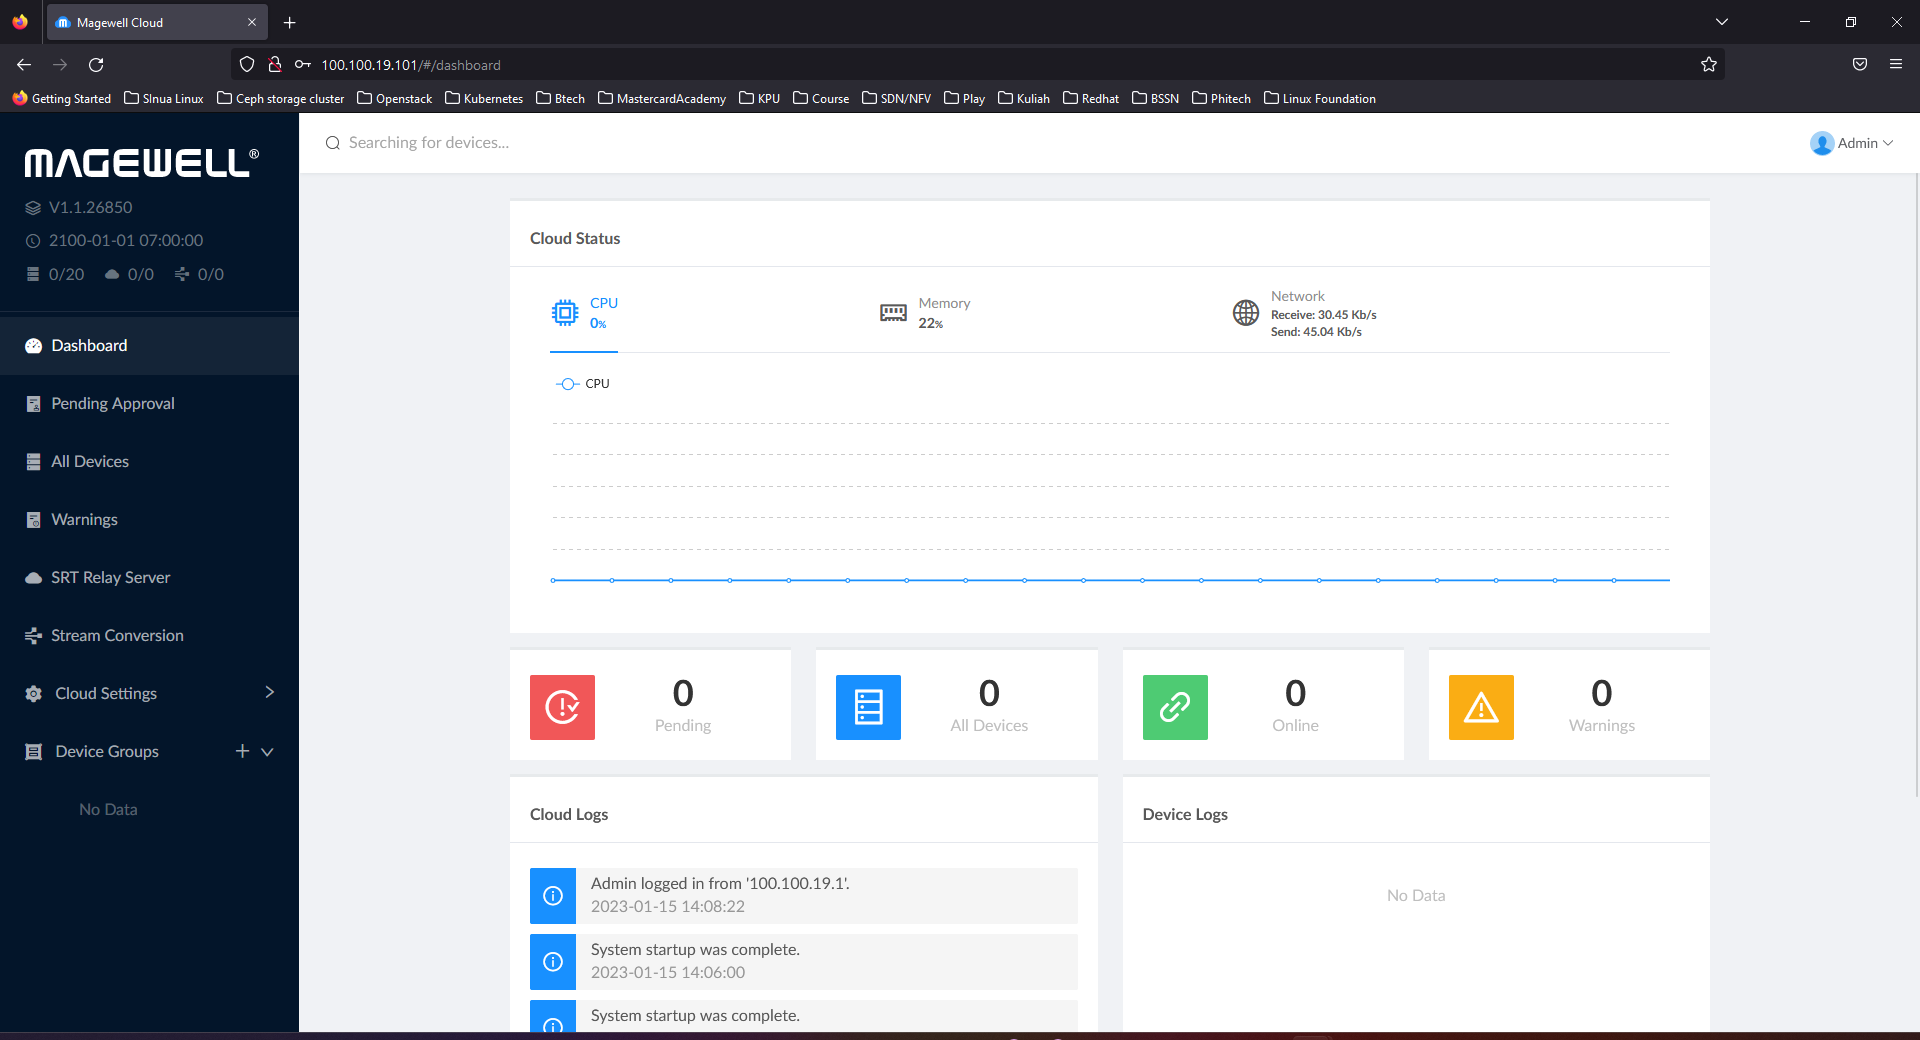 Magewell Cloud
100.100.19.101/#/dashboard
Getting Started SInua Linux Ceph storage cluster Openstack Kubernetes Btech MastercardAcademy KPU Course SDN/NFV Play Kuliah Redhat BSSN Phitech Linux Foundation
MAGEWELL®
V1.1.26850
2100-01-01 07:00:00
0/20 0/0 0/0
Dashboard
Pending Approval
All Devices
Warnings
SRT Relay Server
Stream Conversion
Cloud Settings
Device Groups
No Data
Searching for devices...
Admin
Cloud Status
CPU
0%
Memory
22%
Network
Receive: 30.45 Kb/s
Send: 45.04 Kb/s
CPU
0
Pending
0
All Devices
0
Online
0
Warnings
Cloud Logs
Admin logged in from '100.100.19.1'.
2023-01-15 14:08:22
System startup was complete.
2023-01-15 14:06:00
System startup was complete.
Device Logs
No Data